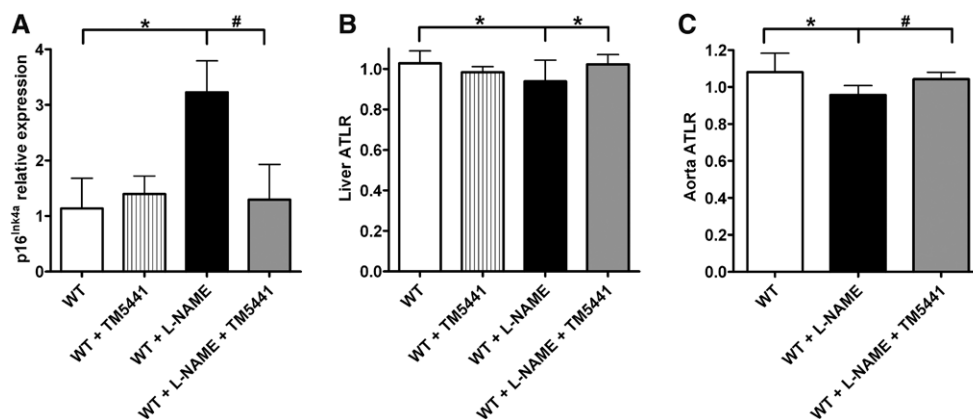 A
* #
p16Ink4a relative expression
4
3
2
1
0
WT
WT + TM5441
WT + L-NAME
WT + L-NAME + TM5441
B
* *
Liver ATLR
1.0
0.8
0.6
0.4
0.2
0.0
WT
WT + TM5441
WT + L-NAME
WT + L-NAME + TM5441
C
* #
Aorta ATLR
1.2
1.0
0.8
0.6
0.4
0.2
0.0
WT
WT + L-NAME
WT + L-NAME + TM5441